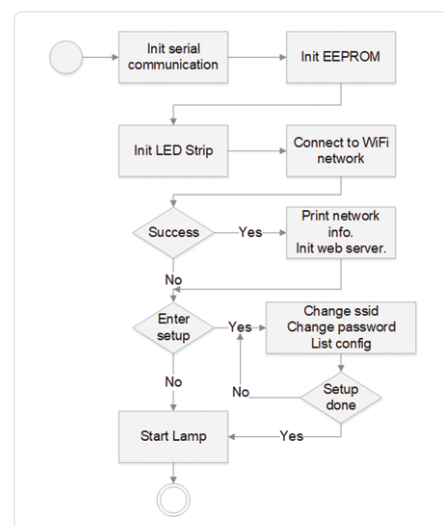 Init serial
communication
Init EEPROM
Init LED Strip
Connect to WiFi
network
Success
Yes
Print network
info.
Init web server.
No
Enter
setup
Yes
Change ssid
Change password
List config
No
No
Setup
done
Start Lamp
Yes